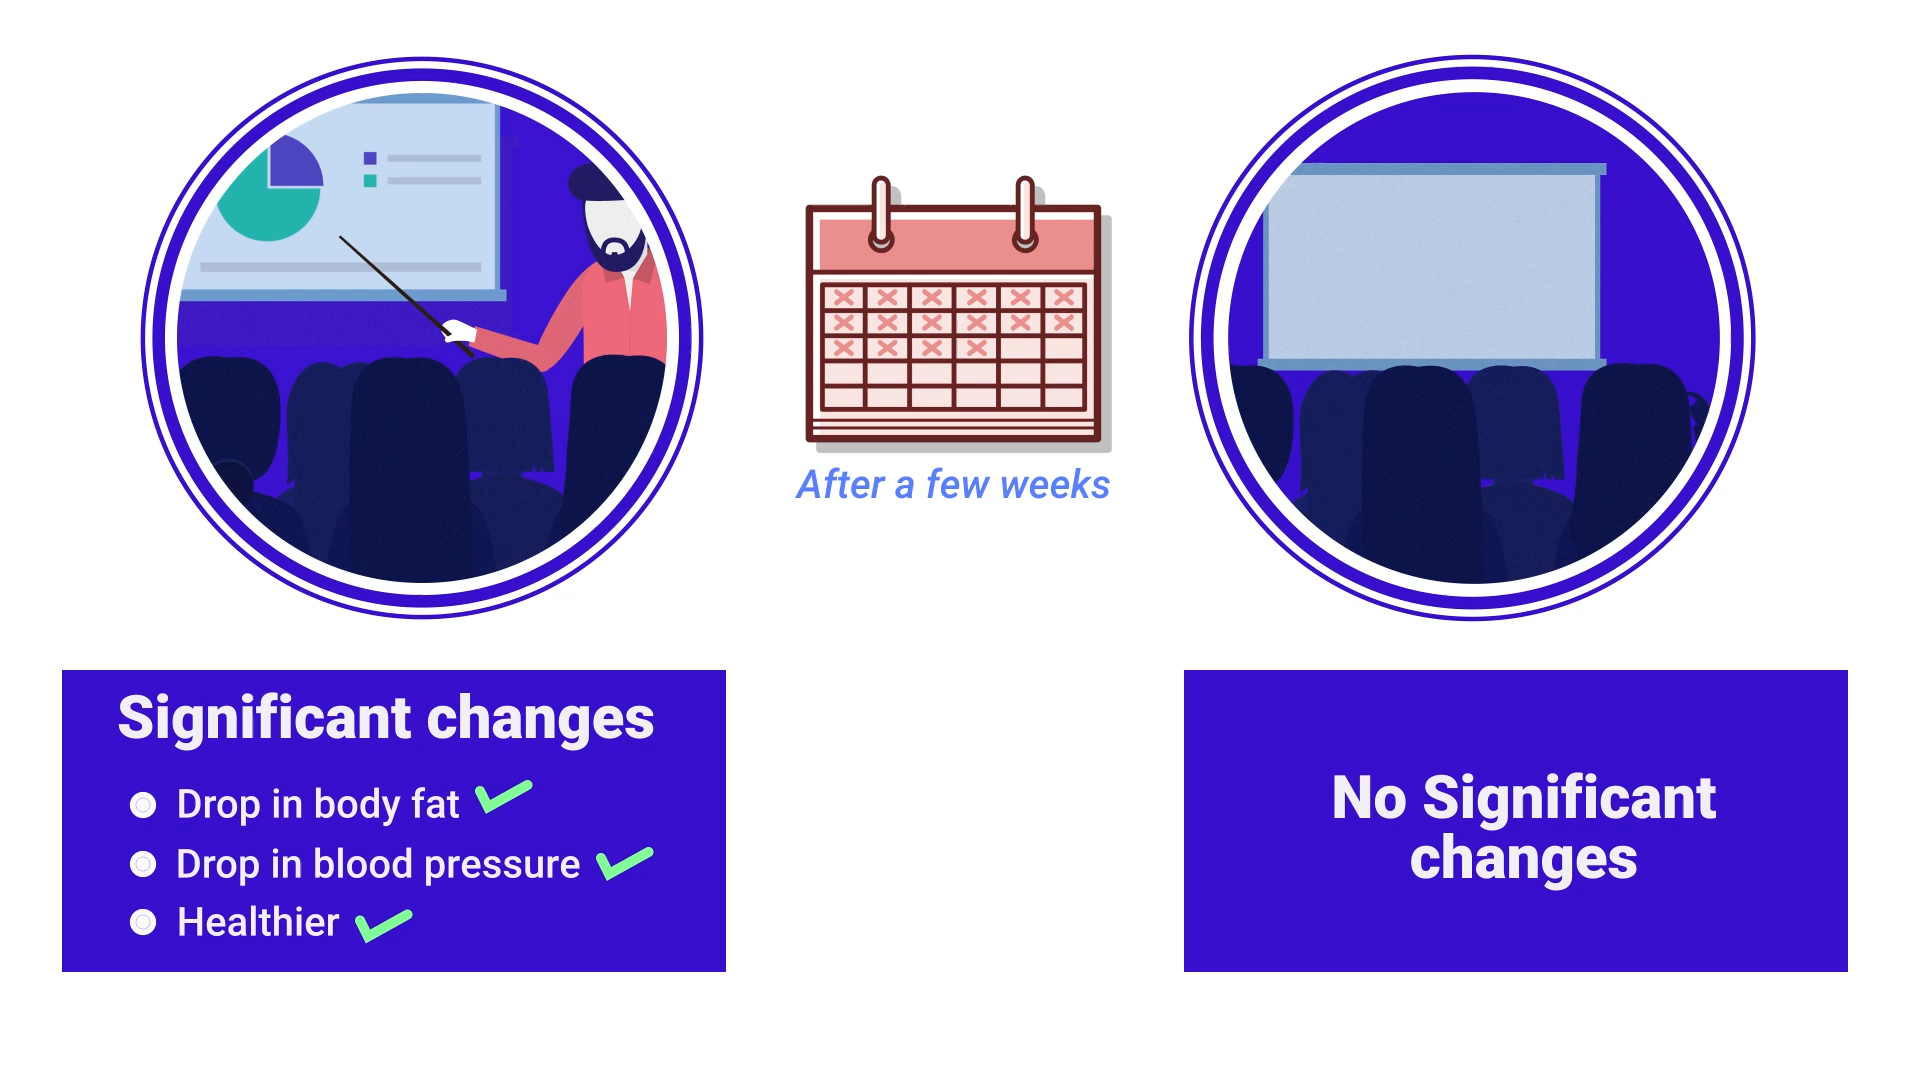 After a few weeks
Significant changes
Drop in body fat
Drop in blood pressure
Healthier
No Significant
changes